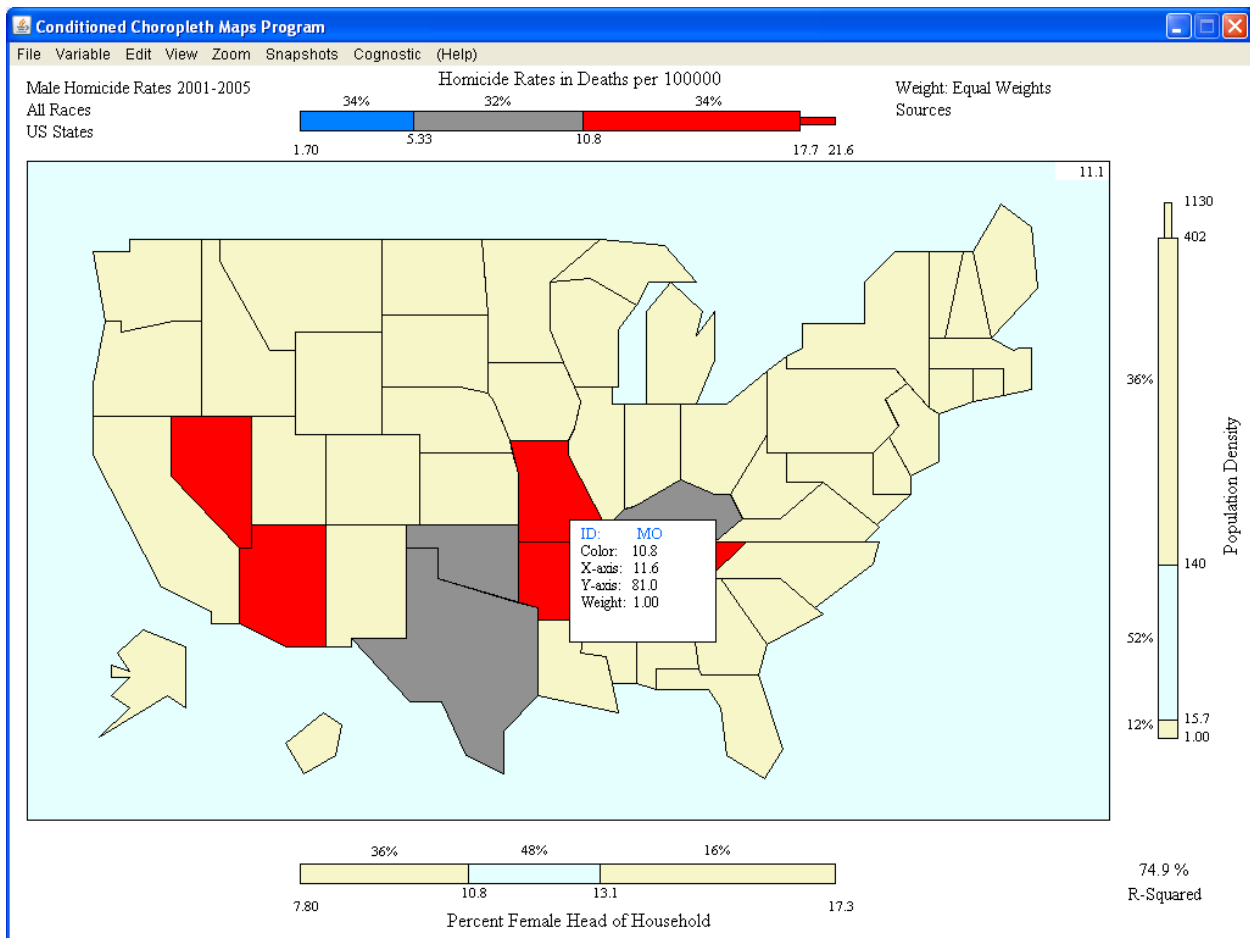 Conditioned Choropleth Maps Program
File Variable Edit View Zoom Snapshots Cognostic (Help)
Male Homicide Rates 2001-2005
All Races
US States
Homicide Rates in Deaths per 100000
34% 32% 34%
5.33 10.8
1.70 17.7 21.6
Weight: Equal Weights
Sources
11.1
ID: MO
Color: 10.8
X-axis: 11.6
Y-axis: 81.0
Weight: 1.00
1130
402
36%
140
52%
15.7
12%
1.00
Population Density
36% 48% 16%
10.8 13.1
7.80 17.3
Percent Female Head of Household
74.9 %
R-Squared